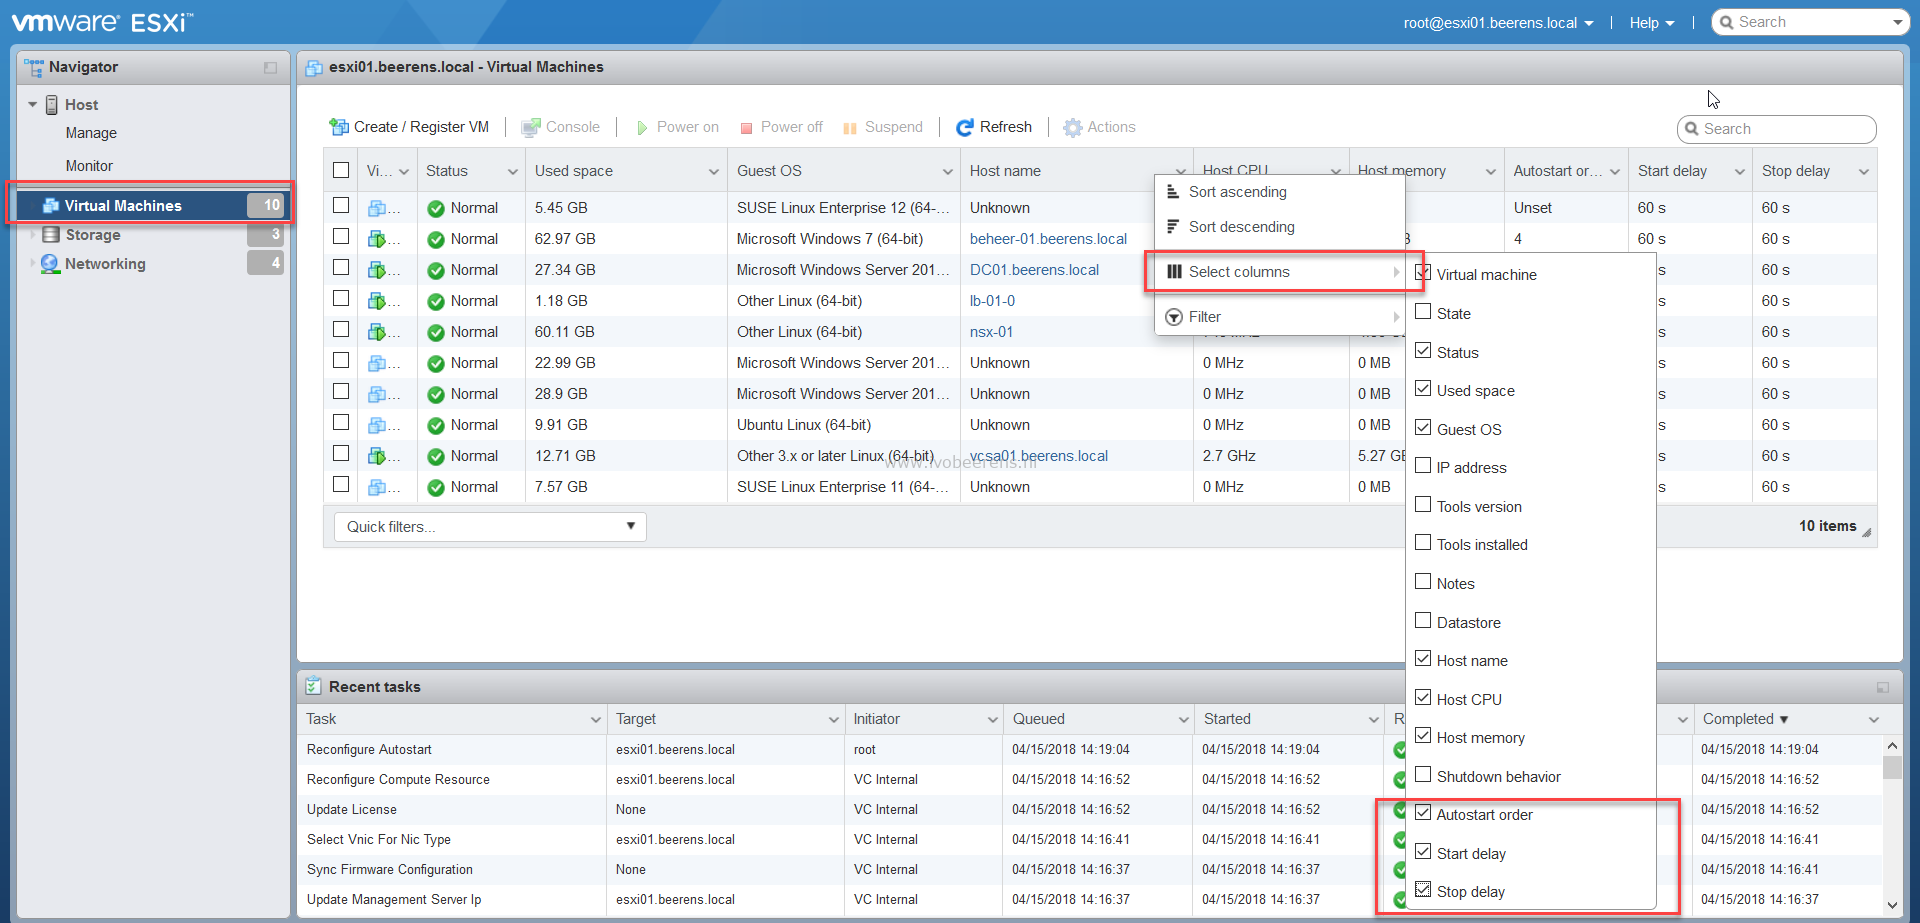 vmware ESXi™
root@esxi01.beerens.local
Help
Search
Navigator
Host
Manage
Monitor
Virtual Machines 10
Storage 3
Networking 4
esxi01.beerens.local - Virtual Machines
Create / Register VM Console Power on Power off Suspend Refresh Actions
Search
Vi... Status Used space Guest OS Host name Host CPU Host memory Autostart or... Start delay Stop delay
... Normal 5.45 GB SUSE Linux Enterprise 12 (64-... Unknown Unset 60 s 60 s
... Normal 62.97 GB Microsoft Windows 7 (64-bit) beheer-01.beerens.local 4 60 s 60 s
... Normal 27.34 GB Microsoft Windows Server 201... DC01.beerens.local s 60 s
... Normal 1.18 GB Other Linux (64-bit) lb-01-0 s 60 s
... Normal 60.11 GB Other Linux (64-bit) nsx-01 s 60 s
... Normal 22.99 GB Microsoft Windows Server 201... Unknown 0 MHz 0 MB s 60 s
... Normal 28.9 GB Microsoft Windows Server 201... Unknown 0 MHz 0 MB s 60 s
... Normal 9.91 GB Ubuntu Linux (64-bit) Unknown 0 MHz 0 MB s 60 s
... Normal 12.71 GB Other 3.x or later Linux (64-bit) vcsa01.beerens.local 2.7 GHz 5.27 GB s 60 s
... Normal 7.57 GB SUSE Linux Enterprise 11 (64-... Unknown 0 MHz 0 MB s 60 s
www.ivobeerens.nl
Quick filters...
10 items
Sort ascending
Sort descending
Select columns
Filter
Virtual machine
State
Status
Used space
Guest OS
IP address
Tools version
Tools installed
Notes
Datastore
Host name
Host CPU
Host memory
Shutdown behavior
Autostart order
Start delay
Stop delay
Recent tasks
Task Target Initiator Queued Started R Completed
Reconfigure Autostart esxi01.beerens.local root 04/15/2018 14:19:04 04/15/2018 14:19:04 04/15/2018 14:19:04
Reconfigure Compute Resource esxi01.beerens.local VC Internal 04/15/2018 14:16:52 04/15/2018 14:16:52 04/15/2018 14:16:52
Update License None VC Internal 04/15/2018 14:16:52 04/15/2018 14:16:52 04/15/2018 14:16:52
Select Vnic For Nic Type esxi01.beerens.local VC Internal 04/15/2018 14:16:41 04/15/2018 14:16:41 04/15/2018 14:16:41
Sync Firmware Configuration None VC Internal 04/15/2018 14:16:37 04/15/2018 14:16:37 04/15/2018 14:16:41
Update Management Server Ip esxi01.beerens.local VC Internal 04/15/2018 14:16:37 04/15/2018 14:16:37 04/15/2018 14:16:37